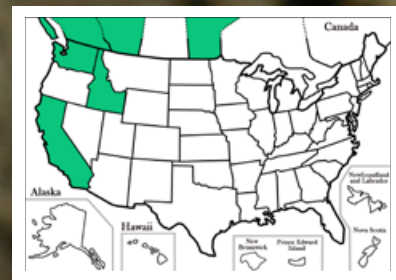 Canada
Alaska
Hawaii
New
Brunswick
Prince Edward
Island
Newfoundland
and Labrador
Nova Scotia